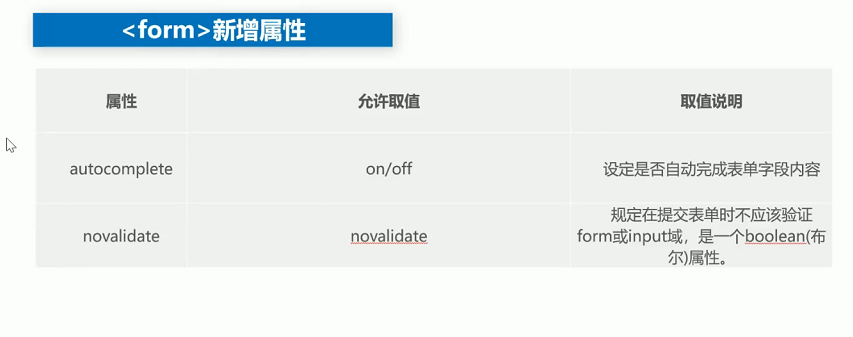 <form>新增属性
属性 允许取值 取值说明
autocomplete on/off 设定是否自动完成表单字段内容
规定在提交表单时不应该验证
novalidate novalidate form或input域，是一个boolean(布
尔)属性。